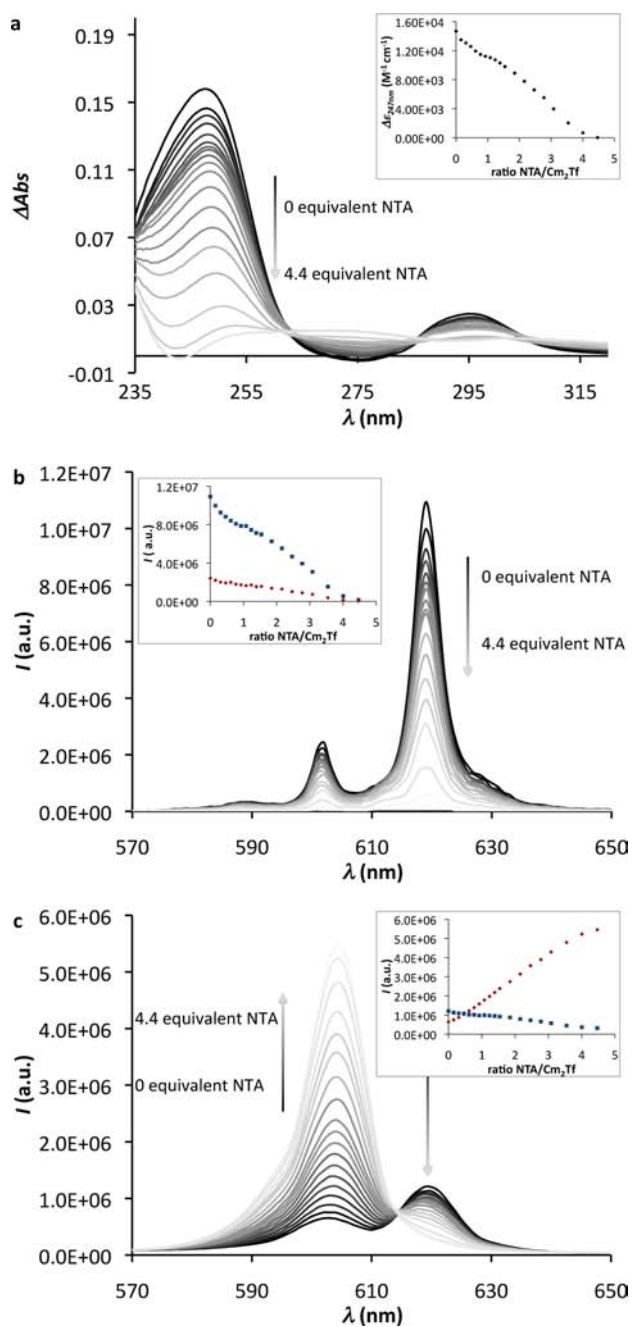 a
0.19
0.15
0.11
0.07
0.03
-0.01
ΔAbs
235
255
275
295
315
λ (nm)
0 equivalent NTA
4.4 equivalent NTA
1.60E+04
1.20E+04
8.00E+03
4.00E+03
0.00E+00
Δε247nm (M⁻¹ cm⁻¹)
0 1 2 3 4 5
ratio NTA/Cm₂Tf
b
1.2E+07
1.0E+07
8.0E+06
6.0E+06
4.0E+06
2.0E+06
0.0E+00
I (a.u.)
570
590
610
630
650
λ (nm)
0 equivalent NTA
4.4 equivalent NTA
1.2E+07
8.0E+06
4.0E+06
0.0E+00
I (a.u.)
0 1 2 3 4 5
ratio NTA/Cm₂Tf
c
6.0E+06
5.0E+06
4.0E+06
3.0E+06
2.0E+06
1.0E+06
0.0E+00
I (a.u.)
570
590
610
630
650
λ (nm)
4.4 equivalent NTA
0 equivalent NTA
6.0E+06
5.0E+06
4.0E+06
3.0E+06
2.0E+06
1.0E+06
0.0E+00
I (a.u.)
0 1 2 3 4 5
ratio NTA/Cm₂Tf